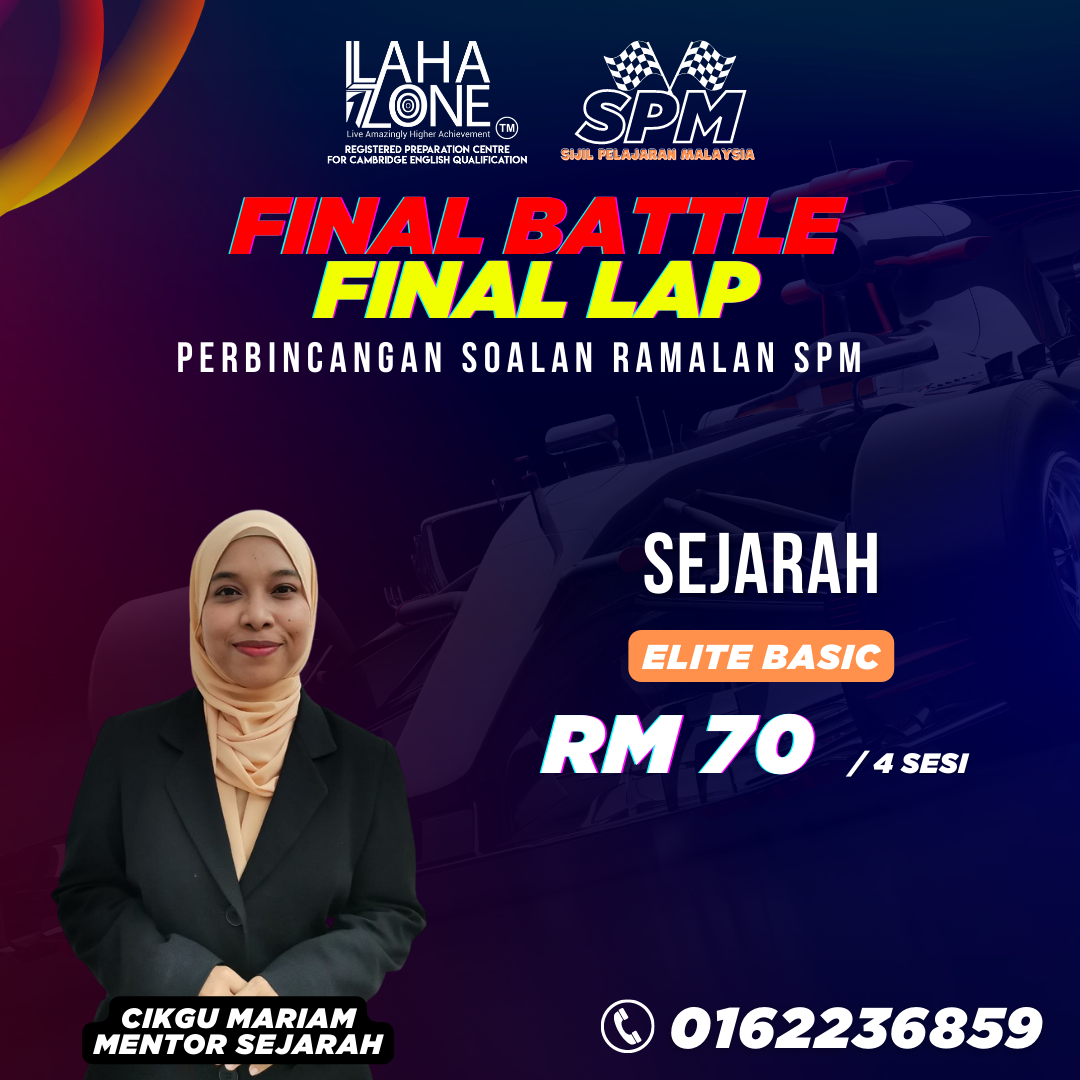 LAHA
ZONE TM
Live Amazingly Higher Achievement
REGISTERED PREPARATION CENTRE
FOR CAMBRIDGE ENGLISH QUALIFICATION
SPM
SIJIL PELAJARAN MALAYSIA
FINAL BATTLE
FINAL LAP
PERBINCANGAN SOALAN RAMALAN SPM
SEJARAH
ELITE BASIC
RM 70 / 4 SESI
CIKGU MARIAM
MENTOR SEJARAH
0162236859